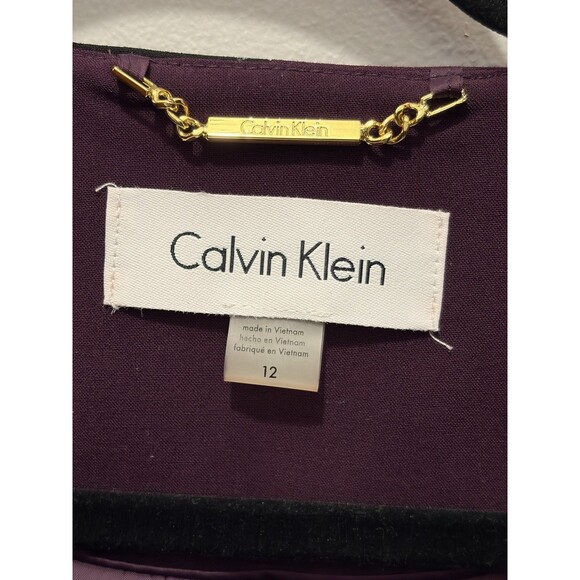 Calvin Klein
Calvin Klein
made in Vietnam
hecho en Vietnam
fabriqué en Vietnam
12